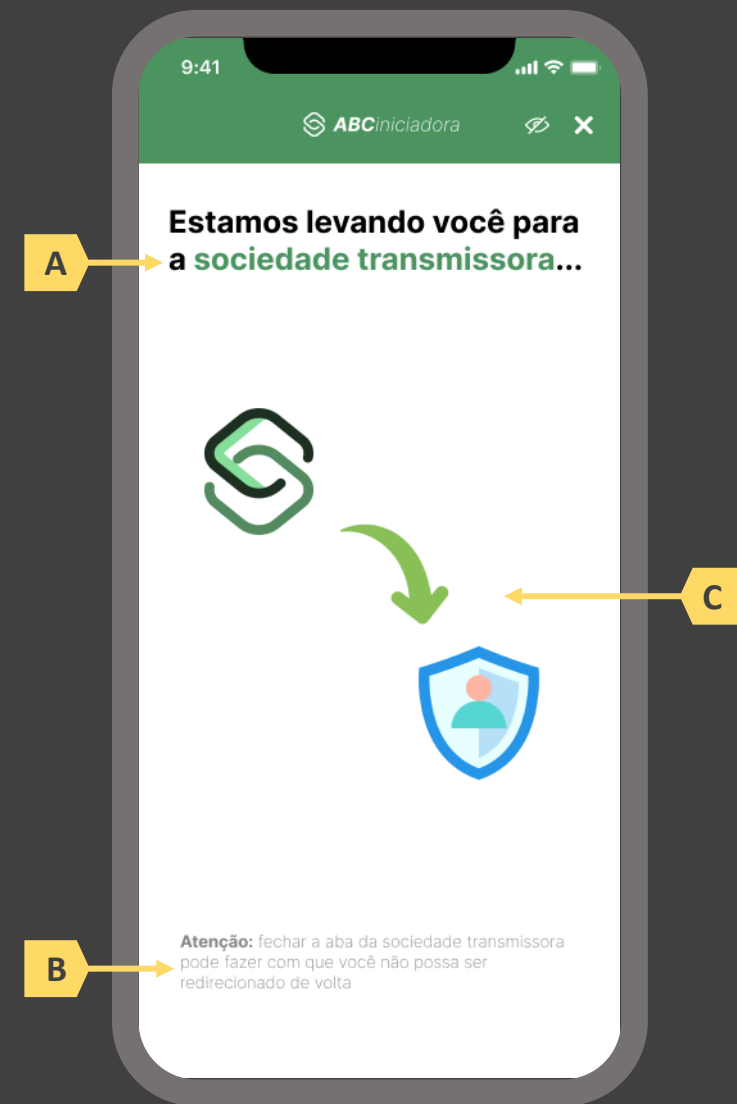 9:41
ABCiniciadora
Estamos levando você para
A
a sociedade transmissora...
C
Atenção: fechar a aba da sociedade transmissora
B
pode fazer com que você não possa ser
redirecionado de volta